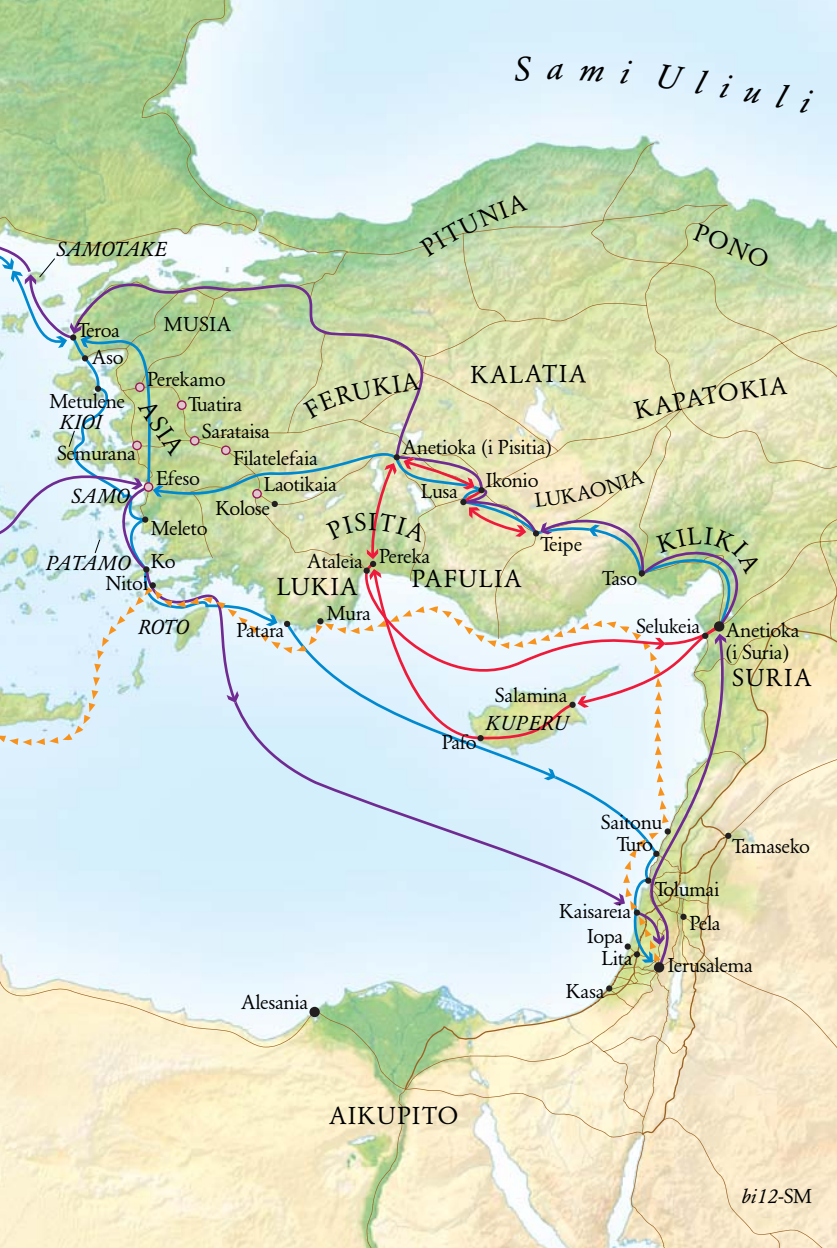 Sami Uliuli
PITUNIA
PONO
SAMOTAKE
MUSIA
Teroa
Aso
KALATIA
Perekamo
FERUKIA
KAPATOKIA
Metulene
Tuatira
ASIA
KIOI
Sarataisa
Semurana
Filatelefaia
Anetioka (i Pisitia)
Efeso
Laotikaia
Ikonio
SAMO
Lusa
LUKAONIA
Kolose
Meleto
PISITIA
Teipe
KILIKIA
PATAMO
Ko
Ataleia
Pereka
Nitoi
LUKIA
PAFULIA
Taso
Mura
ROTO
Patara
Selukeia
Anetioka
(i Suria)
SURIA
Salamina
KUPERU
Pafo
Saitonu
Turo
Tamaseko
Tolumai
Kaisareia
Pela
Iopa
Lita
Ierusalema
Kasa
Alesania
AIKUPITO
bi12-SM